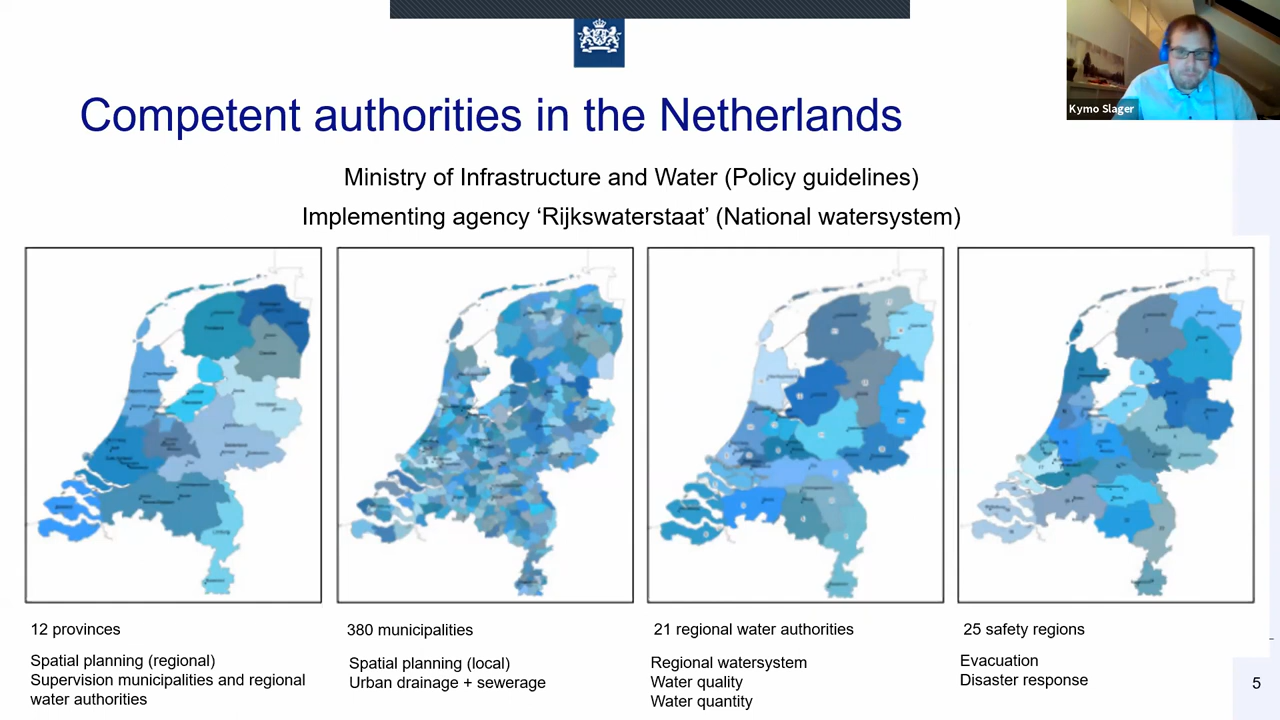 Kymo Slager
Competent authorities in the Netherlands
Ministry of Infrastructure and Water (Policy guidelines)
Implementing agency ‘Rijkswaterstaat’ (National watersystem)
12 provinces
Spatial planning (regional)
Supervision municipalities and regional
water authorities
380 municipalities
Spatial planning (local)
Urban drainage + sewerage
21 regional water authorities
Regional watersystem
Water quality
Water quantity
25 safety regions
Evacuation
Disaster response
5